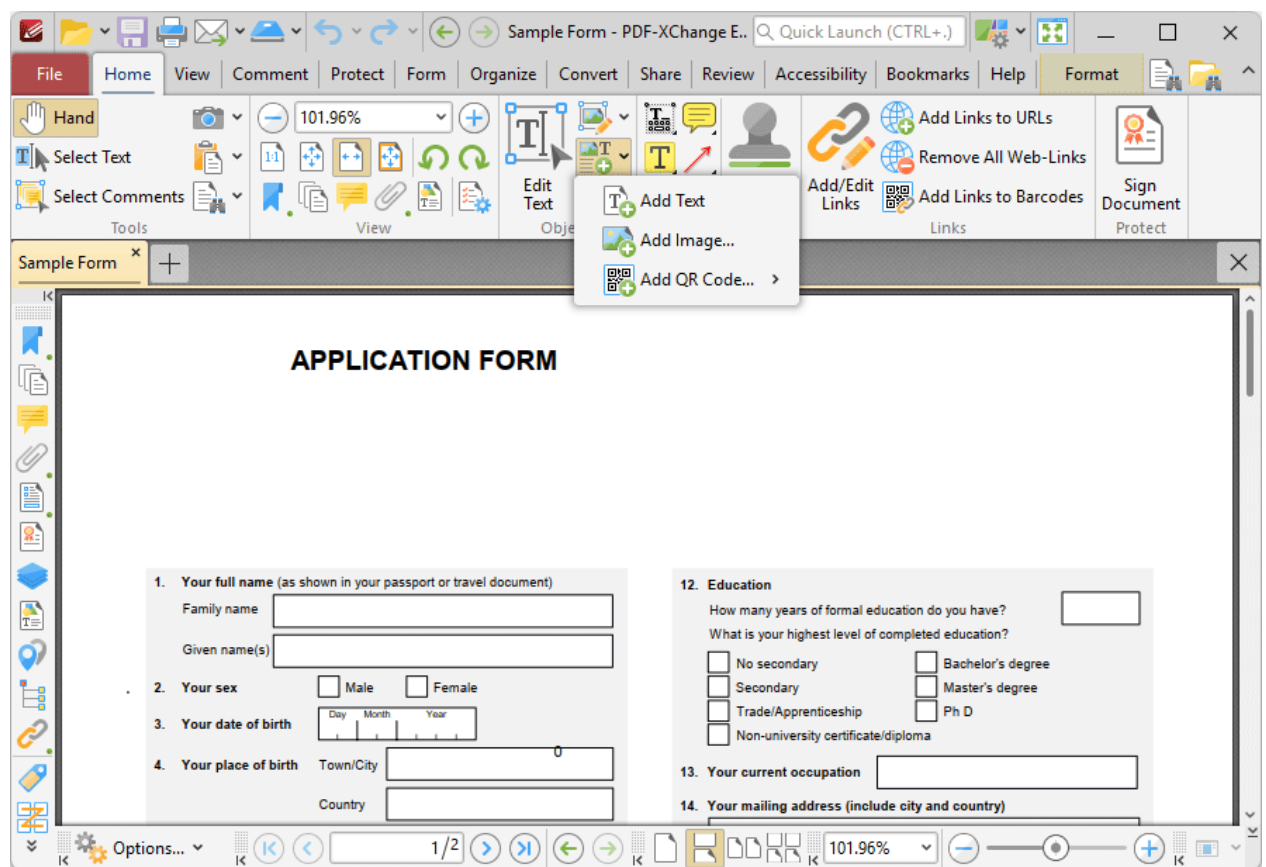 Sample Form - PDF-XChange E..
Quick Launch (CTRL+.)
File Home View Comment Form Protect Organize Convert Share Review Accessibility Bookmarks Help Format
Hand
101.96%
Add Links to URLs
Select Text
1:1
Remove All Web-Links
Select Comments
Edit Text
Add/Edit Links
Add Links to Barcodes
Sign Document
Tools
View
Obje
Links
Protect
Add Text
Add Image...
Add QR Code...
Sample Form
APPLICATION FORM
1. Your full name (as shown in your passport or travel document)
Family name
Given name(s)
2. Your sex Male Female
3. Your date of birth Day Month Year
4. Your place of birth Town/City 0
Country
12. Education
How many years of formal education do you have?
What is your highest level of completed education?
No secondary Bachelor's degree
Secondary Master's degree
Trade/Apprenticeship Ph D
Non-university certificate/diploma
13. Your current occupation
14. Your mailing address (include city and country)
Options...
1/2
101.96%